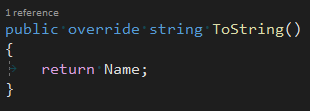 1 reference
public override string ToString()
{
    return Name;
}